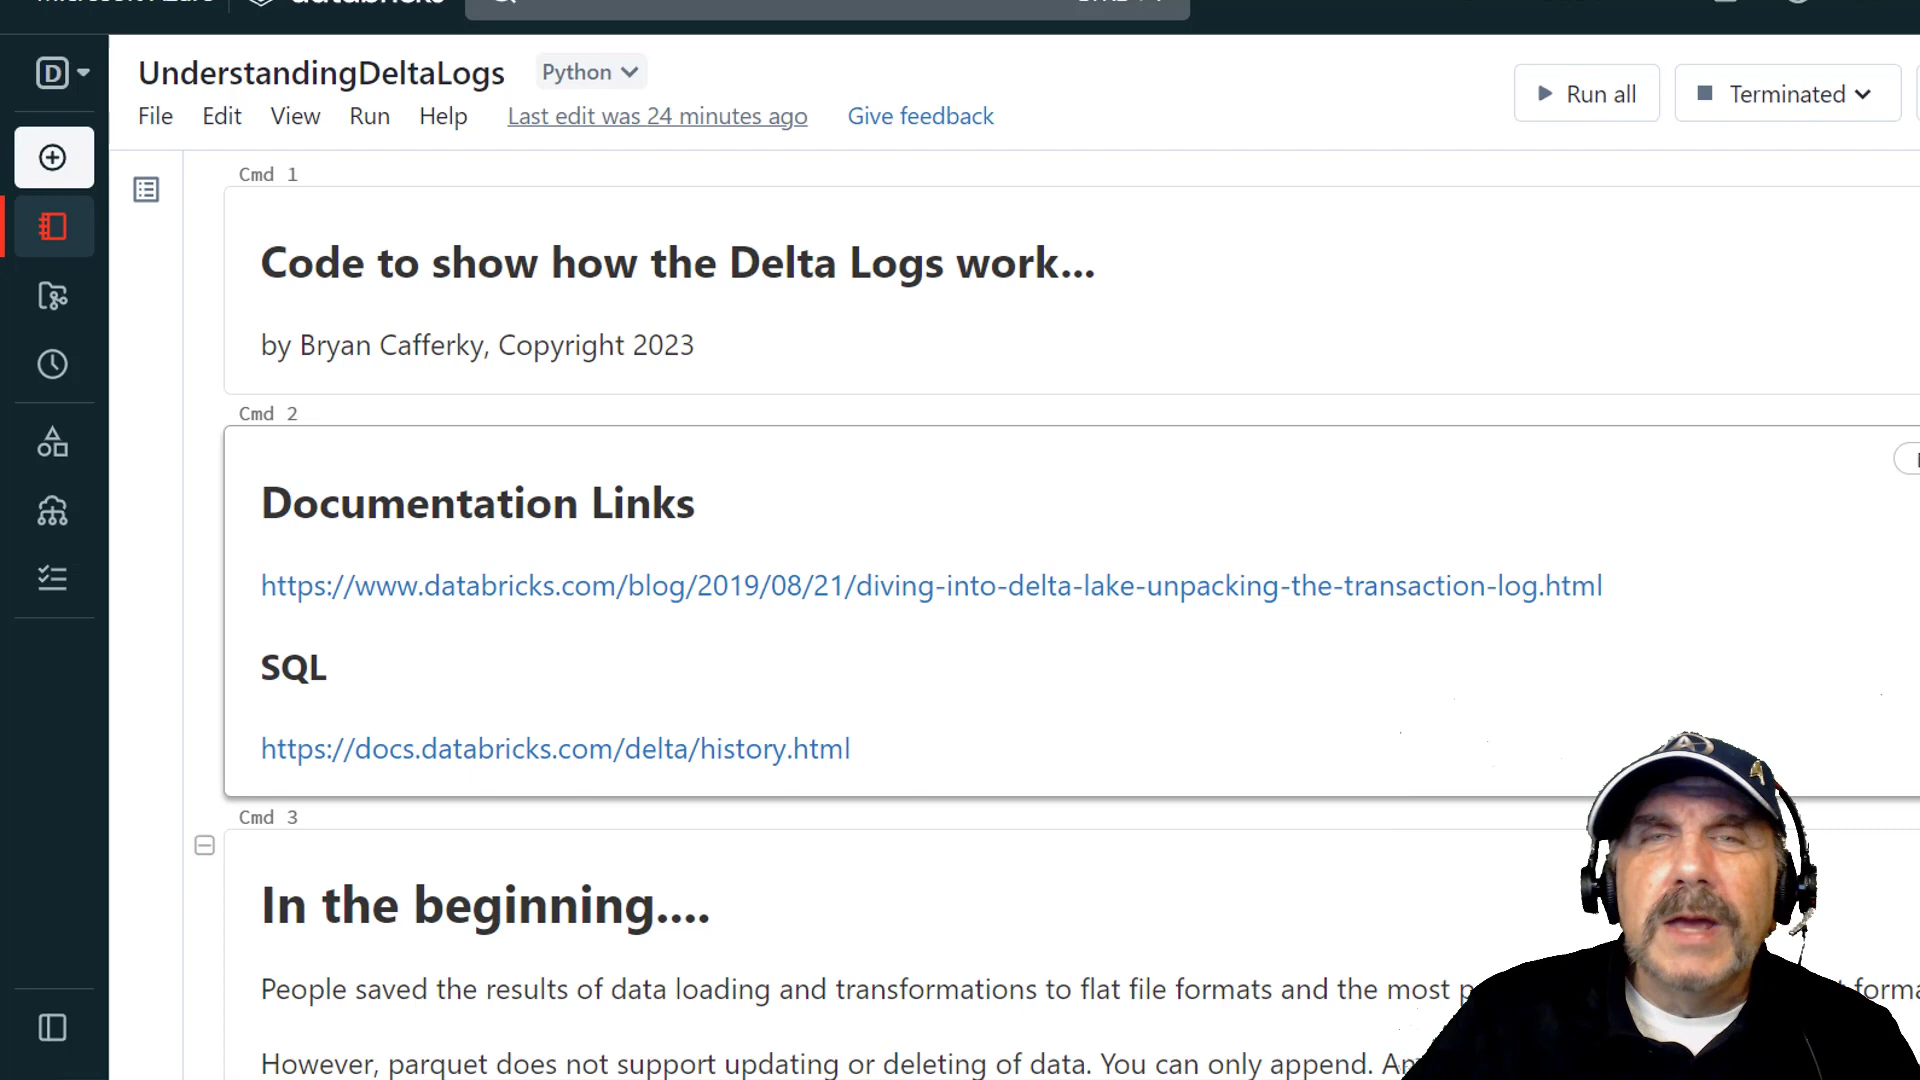 UnderstandingDeltaLogs Python
File Edit View Run Help Last edit was 24 minutes ago Give feedback
Run all Terminated
Cmd 1
Code to show how the Delta Logs work...
by Bryan Cafferky, Copyright 2023
Cmd 2
Documentation Links
https://www.databricks.com/blog/2019/08/21/diving-into-delta-lake-unpacking-the-transaction-log.html
SQL
https://docs.databricks.com/delta/history.html
Cmd 3
In the beginning....
People saved the results of data loading and transformations to flat file formats and the most
However, parquet does not support updating or deleting of data. You can only append.